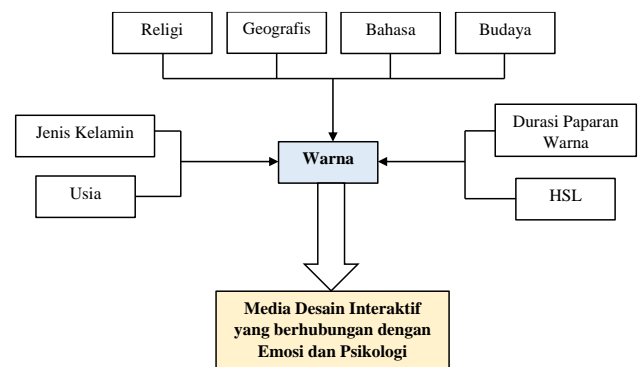 Religi
Geografis
Bahasa
Budaya
Jenis Kelamin
Usia
Warna
Durasi Paparan
Warna
HSL
Media Desain Interaktif
yang berhubungan dengan
Emosi dan Psikologi